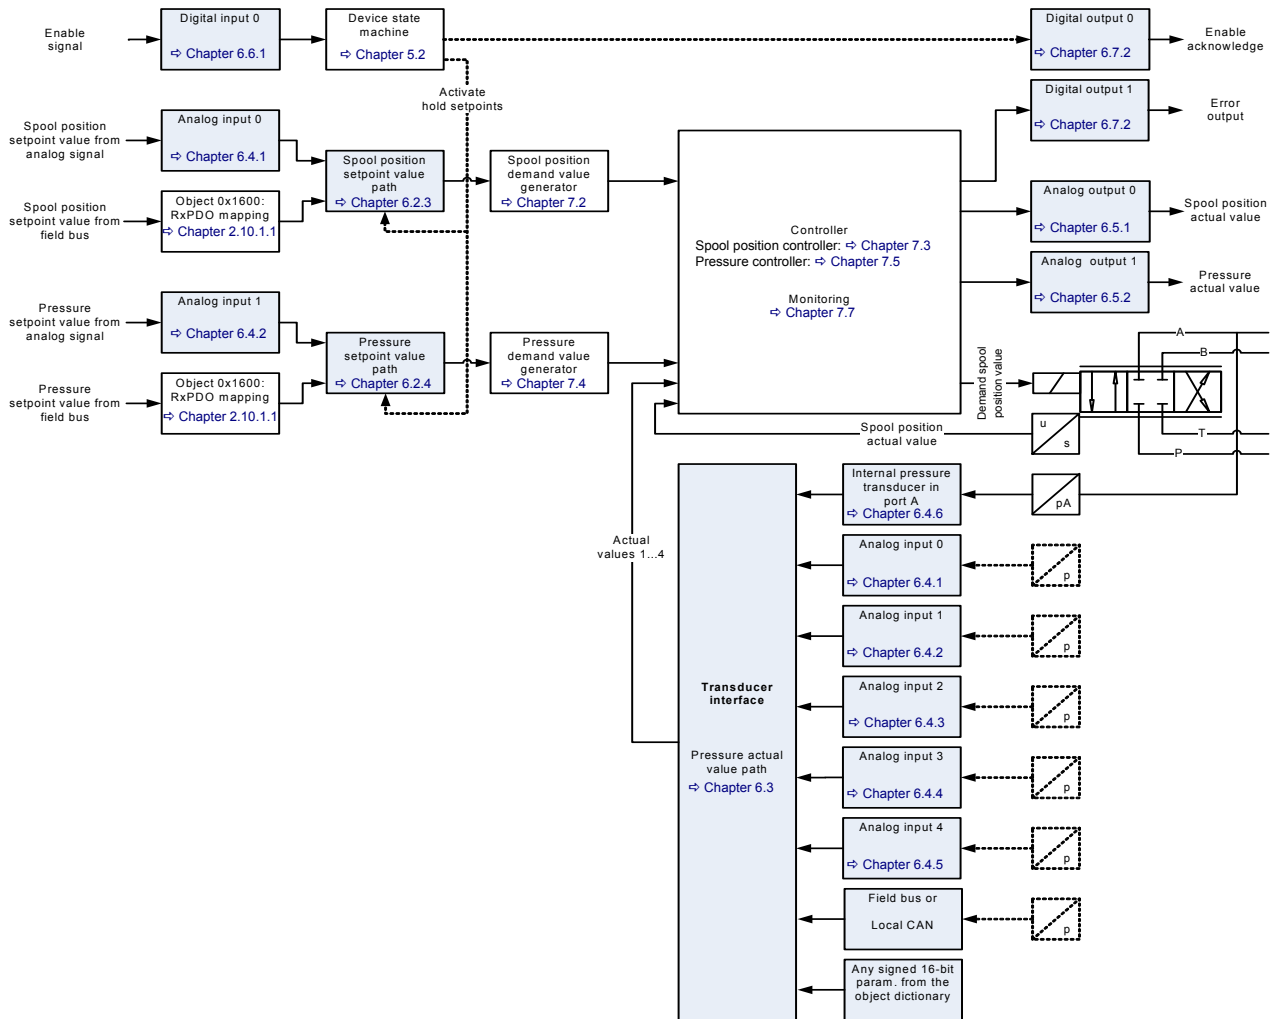 Enable
signal
Digital input 0
⇨ Chapter 6.6.1
Device state
machine
⇨ Chapter 5.2
Digital output 0
⇨ Chapter 6.7.2
Enable
acknowledge
Activate
hold setpoints
Digital output 1
⇨ Chapter 6.7.2
Error
output
Spool position
setpoint value from
analog signal
Analog input 0
⇨ Chapter 6.4.1
Spool position
setpoint value
path
⇨ Chapter 6.2.3
Spool position
demand value
generator
⇨ Chapter 7.2
Spool position
setpoint value from
field bus
Object 0x1600:
RxPDO mapping
⇨ Chapter 2.10.1.1
Controller
Spool position controller: ⇨ Chapter 7.3
Pressure controller: ⇨ Chapter 7.5
Monitoring
⇨ Chapter 7.7
Analog output 0
⇨ Chapter 6.5.1
Spool position
actual value
Analog output 1
⇨ Chapter 6.5.2
Pressure
actual value
Pressure
setpoint value from
analog signal
Analog input 1
⇨ Chapter 6.4.2
Pressure
setpoint value
path
⇨ Chapter 6.2.4
Pressure
demand value
generator
⇨ Chapter 7.4
Pressure
setpoint value from
field bus
Object 0x1600:
RxPDO mapping
⇨ Chapter 2.10.1.1
Demand spool
position value
A
B
T
P
Spool position
actual value
u
s
Actual
values 1...4
Transducer
interface
Pressure actual
value path
⇨ Chapter 6.3
Internal pressure
transducer in
port A
⇨ Chapter 6.4.6
pA
Analog input 0
⇨ Chapter 6.4.1
p
Analog input 1
⇨ Chapter 6.4.2
p
Analog input 2
⇨ Chapter 6.4.3
p
Analog input 3
⇨ Chapter 6.4.4
p
Analog input 4
⇨ Chapter 6.4.5
p
Field bus or
Local CAN
p
Any signed 16-bit
param. from the
object dictionary